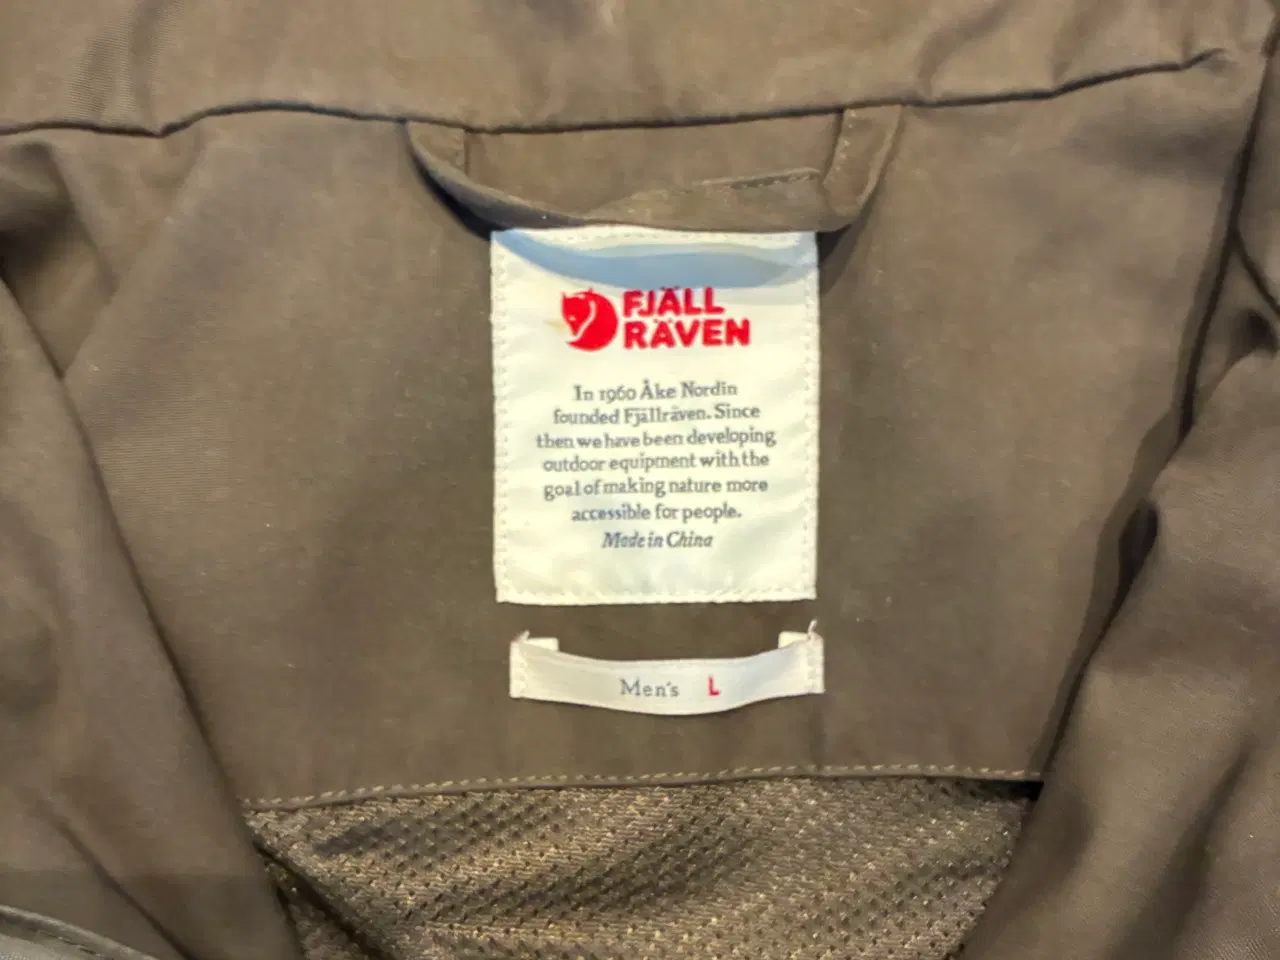 FJÄLL
RÄVEN
In 1960 Åke Nordin
founded Fjällräven. Since
then we have been developing
outdoor equipment with the
goal of making nature more
accessible for people.
Made in China
Men's L